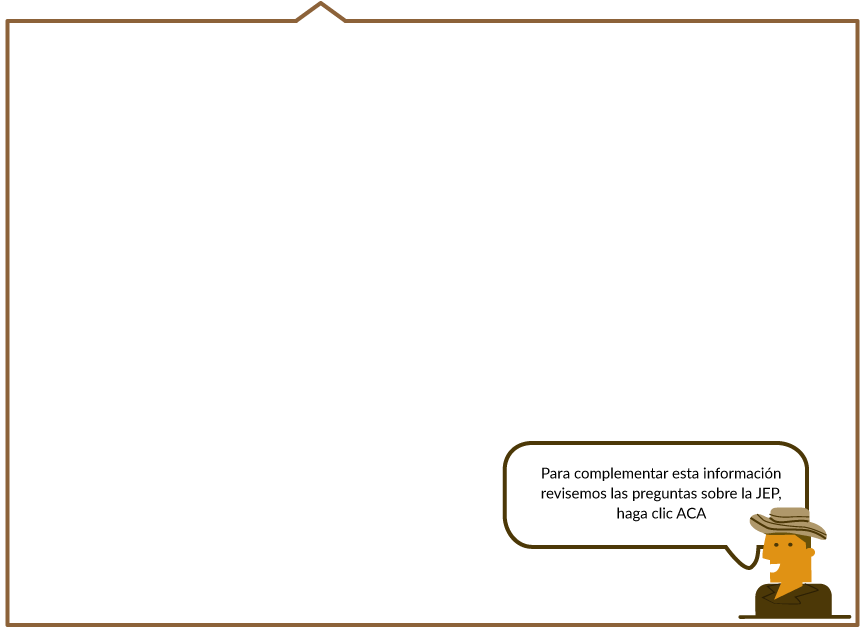 Para complementar esta información
revisemos las preguntas sobre la JEP,
haga clic ACA